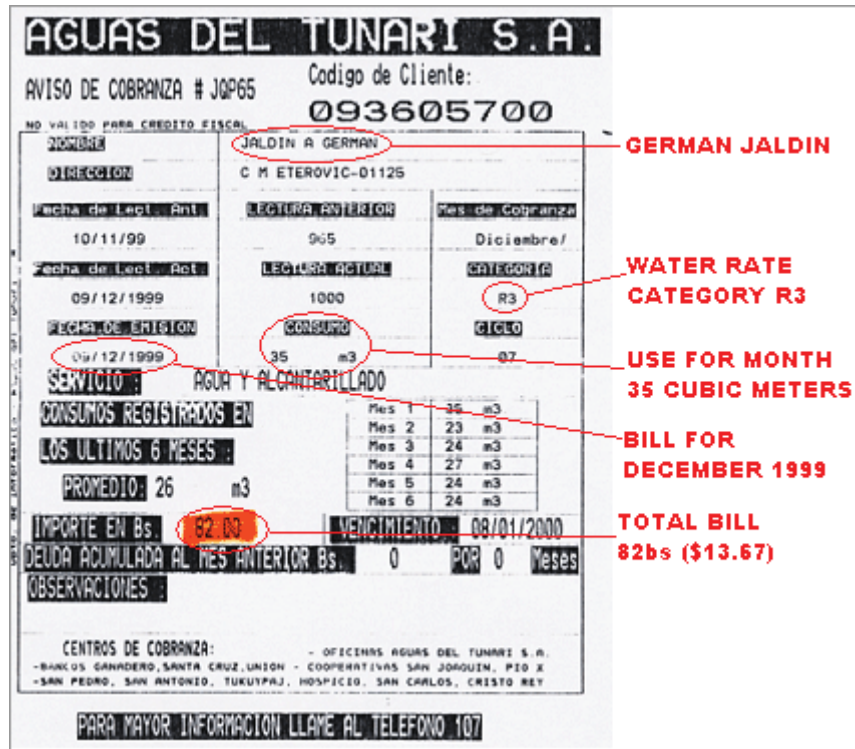 AGUAS DEL TUNARI S.A.
AVISO DE COBRANZA # JQP65
Codigo de Cliente:
093605700
NO VALIDO PARA CREDITO FISCAL
NOMBRE
JALDIN A GERMAN
GERMAN JALDIN
DIRECCION
C M ETEROVIC-01125
Fecha de Lect. Ant.
LECTURA ANTERIOR
Mes de Cobranza
10/11/99
965
Diciembre/
Fecha de Lect. Act.
LECTURA ACTUAL
CATEGORIA
09/12/1999
1000
R3
WATER RATE
CATEGORY R3
FECHA DE EMISION
CONSUMO
CICLO
09/12/1999
35 m3
07
USE FOR MONTH
35 CUBIC METERS
SERVICIO : AGUA Y ALCANTARILLADO
CONSUMOS REGISTRADOS EN
LOS ULTIMOS 6 MESES :
Mes 1 35 m3
Mes 2 23 m3
Mes 3 24 m3
Mes 4 27 m3
Mes 5 24 m3
Mes 6 24 m3
BILL FOR
DECEMBER 1999
PROMEDIO: 26 m3
IMPORTE EN Bs. 82.00
VENCIMIENTO : 08/01/2000
TOTAL BILL
82bs ($13.67)
DEUDA ACUMULADA AL MES ANTERIOR Bs. 0 POR 0 Meses
OBSERVACIONES :
CENTROS DE COBRANZA: - OFICINAS AGUAS DEL TUNARI S.A.
-BANCOS GANADERO,SANTA CRUZ,UNION - COOPERATIVAS SAN JOAQUIN, PIO X
-SAN PEDRO, SAN ANTONIO, TUKUYPAJ, HOSPICIO, SAN CARLOS, CRISTO REY
PARA MAYOR INFORMACION LLAME AL TELEFONO 107